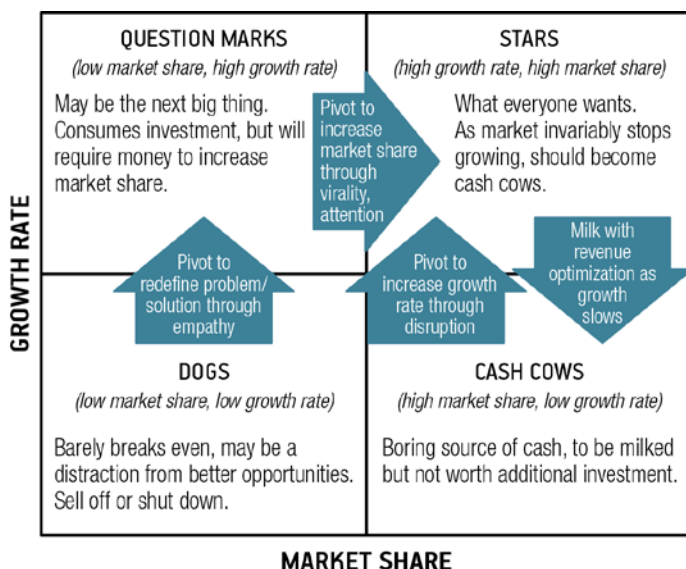 QUESTION MARKS
(low market share, high growth rate)
May be the next big thing.
Consumes investment, but will
require money to increase
market share.
Pivot to
increase
market share
through
virality,
attention
STARS
(high growth rate, high market share)
What everyone wants.
As market invariably stops
growing, should become
cash cows.
Pivot to
redefine problem/
solution through
empathy
Pivot to
increase growth
rate through
disruption
Milk with
revenue
optimization as
growth
slows
DOGS
(low market share, low growth rate)
Barely breaks even, may be a
distraction from better opportunities.
Sell off or shut down.
CASH COWS
(high market share, low growth rate)
Boring source of cash, to be milked
but not worth additional investment.
GROWTH RATE
MARKET SHARE